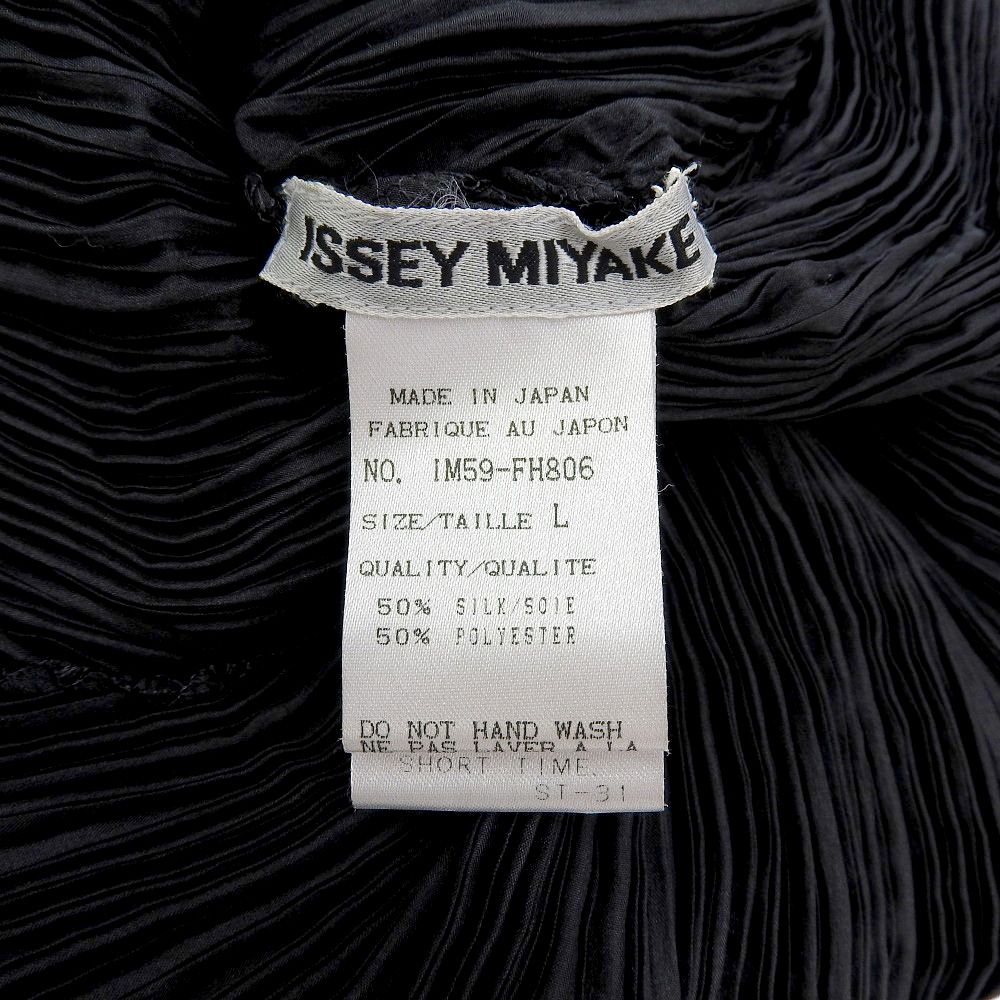 ISSEY MIYAKE
MADE IN JAPAN
FABRIQUE AU JAPON
NO. IM59-FH806
SIZE/TAILLE L
QUALITY/QUALITE
50% SILK/SOIE
50% POLYESTER
DO NOT HAND WASH
NE PAS LAVER A LA
SHORT TIME.
ST-31